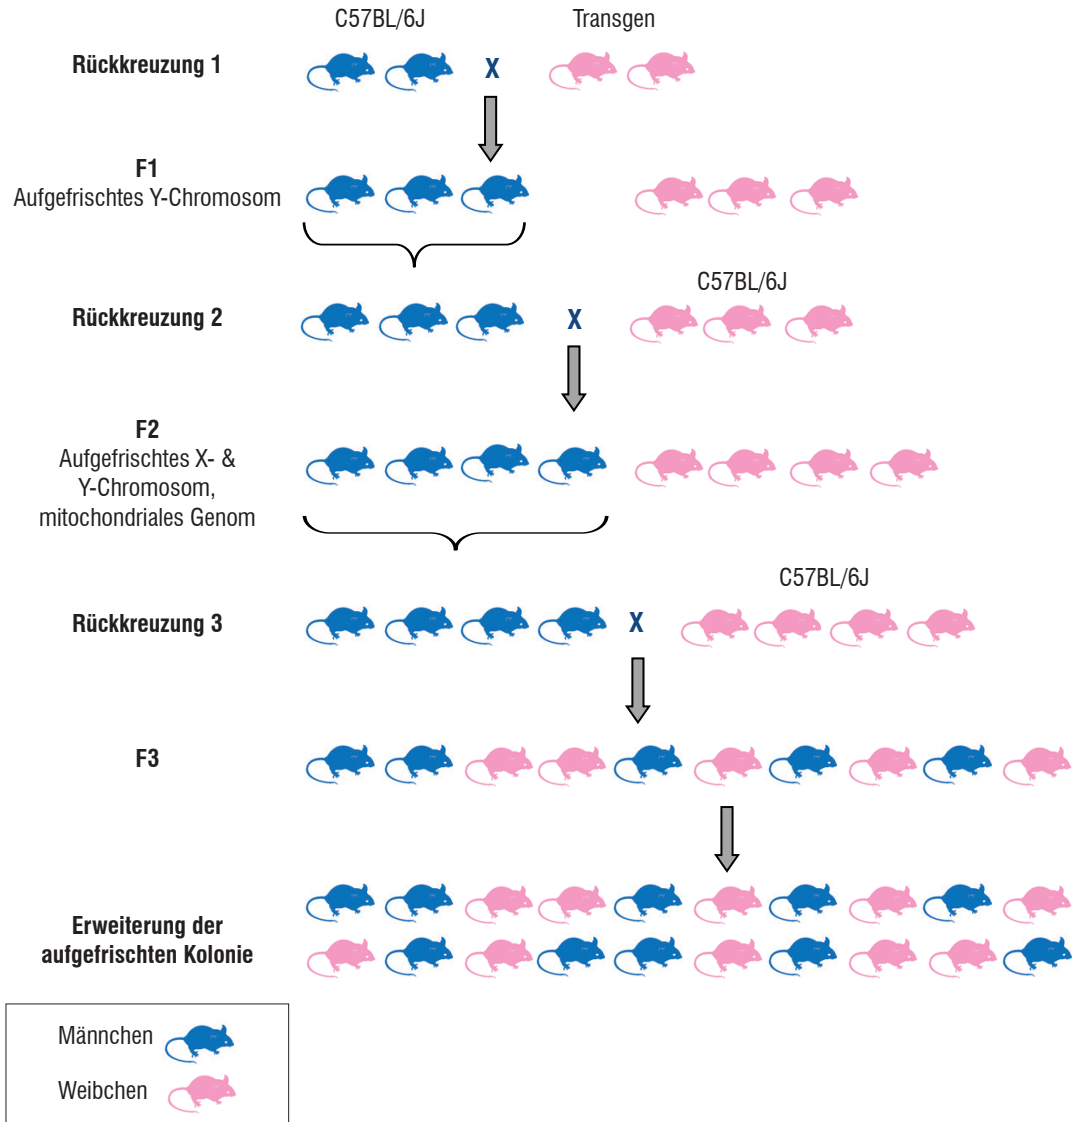 C57BL/6J
Transgen
Rückkreuzung 1
X
F1
Aufgefrischtes Y-Chromosom
C57BL/6J
Rückkreuzung 2
X
F2
Aufgefrischtes X- &
Y-Chromosom,
mitochondriales Genom
C57BL/6J
Rückkreuzung 3
X
F3
Erweiterung der
aufgefrischten Kolonie
Männchen
Weibchen